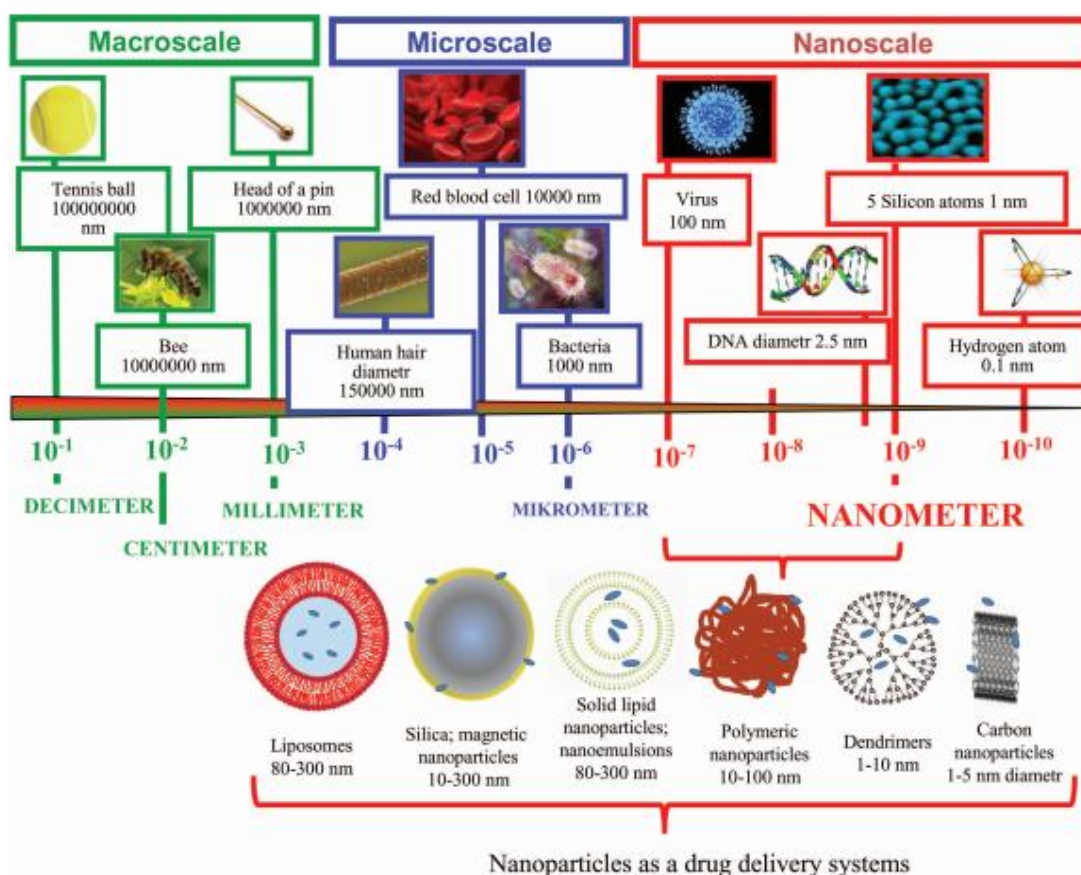 Macroscale
Microscale
Nanoscale
Tennis ball
100000000
nm
Head of a pin
1000000 nm
Red blood cell 10000 nm
Virus
100 nm
5 Silicon atoms 1 nm
Bee
10000000 nm
Human hair
diametr
150000 nm
Bacteria
1000 nm
DNA diametr 2.5 nm
Hydrogen atom
0.1 nm
10⁻¹ 10⁻² 10⁻³ 10⁻⁴ 10⁻⁵ 10⁻⁶ 10⁻⁷ 10⁻⁸ 10⁻⁹ 10⁻¹⁰
DECIMETER
MILLIMETER
MIKROMETER
NANOMETER
CENTIMETER
Liposomes
80-300 nm
Silica; magnetic
nanoparticles
10-300 nm
Solid lipid
nanoparticles;
nanoemulsions
80-300 nm
Polymeric
nanoparticles
10-100 nm
Dendrimers
1-10 nm
Carbon
nanoparticles
1-5 nm diametr
Nanoparticles as a drug delivery systems